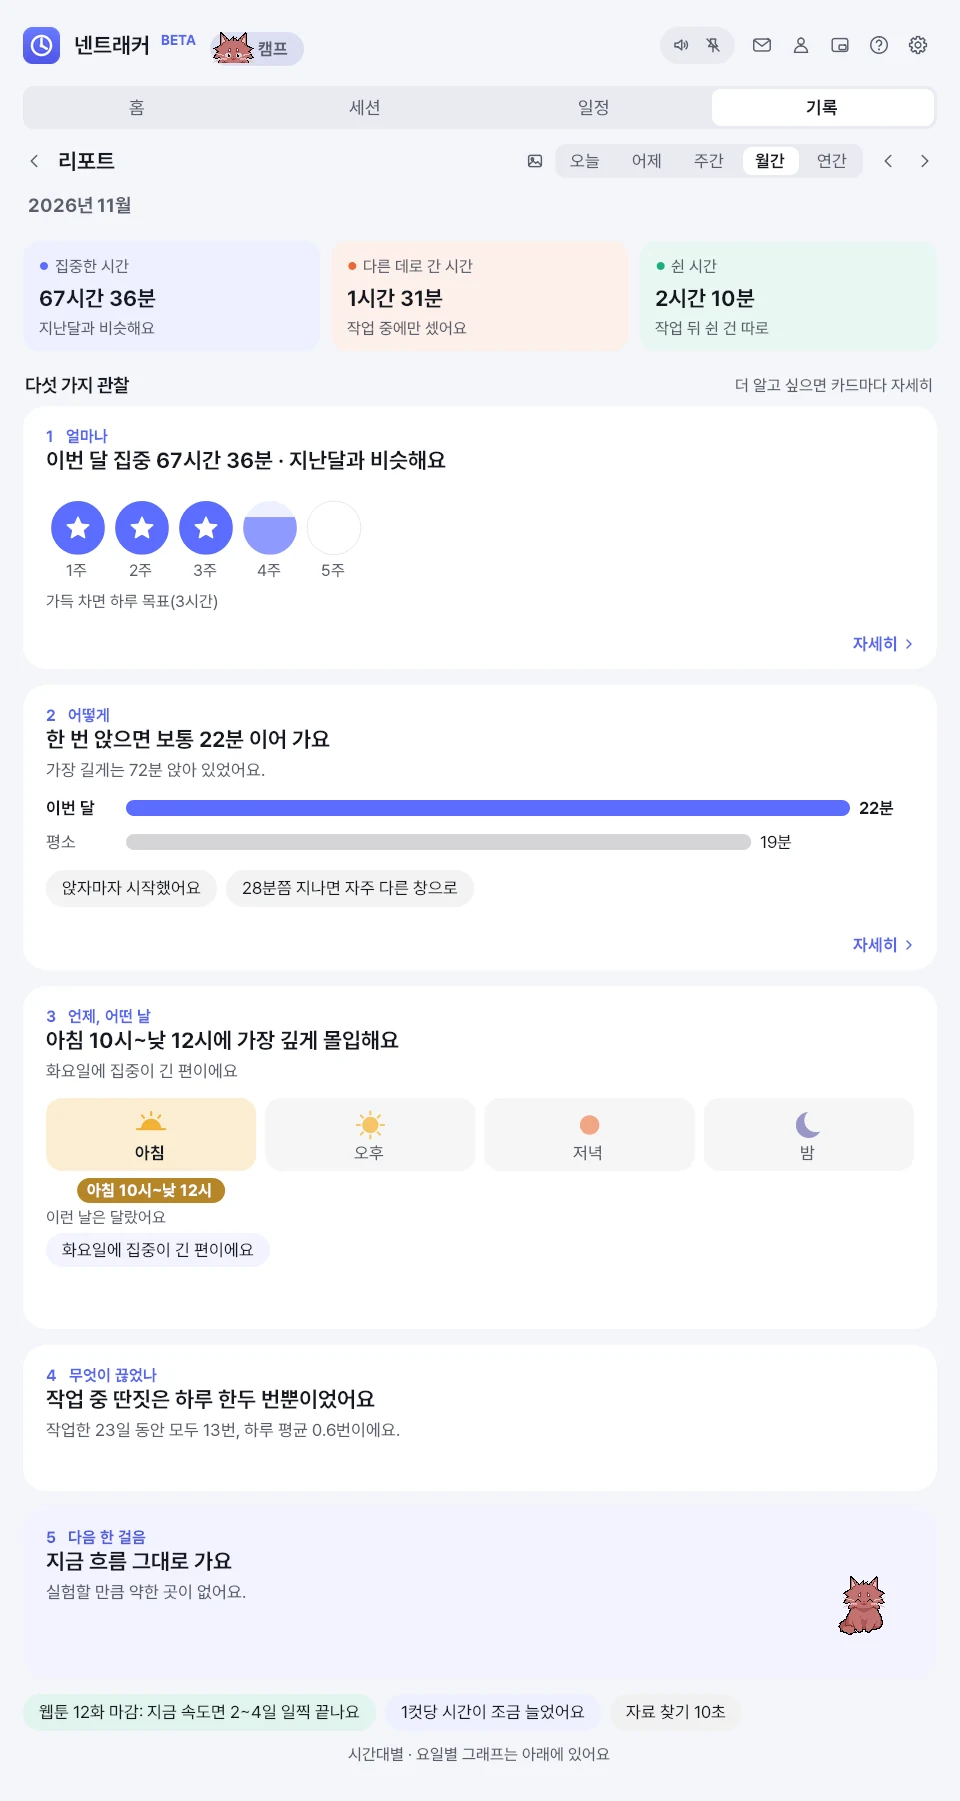 넨트래커 BETA 캠프
홈 세션 일정 기록
리포트 오늘 어제 주간 월간 연간
2026년 11월
집중한 시간
67시간 36분
지난달과 비슷해요
다른 데로 간 시간
1시간 31분
작업 중에만 셌어요
쉰 시간
2시간 10분
작업 뒤 쉰 건 따로
다섯 가지 관찰 더 알고 싶으면 카드마다 자세히
1 얼마나
이번 달 집중 67시간 36분 · 지난달과 비슷해요
1주 2주 3주 4주 5주
가득 차면 하루 목표(3시간)
자세히
2 어떻게
한 번 앉으면 보통 22분 이어 가요
가장 길게는 72분 앉아 있었어요.
이번 달 22분
평소 19분
앉자마자 시작했어요 28분쯤 지나면 자주 다른 창으로
자세히
3 언제, 어떤 날
아침 10시~낮 12시에 가장 깊게 몰입해요
화요일에 집중이 긴 편이에요
아침 오후 저녁 밤
아침 10시~낮 12시
이런 날은 달랐어요
화요일에 집중이 긴 편이에요
4 무엇이 끊었나
작업 중 딴짓은 하루 한두 번뿐이었어요
작업한 23일 동안 모두 13번, 하루 평균 0.6번이에요.
5 다음 한 걸음
지금 흐름 그대로 가요
실험할 만큼 약한 곳이 없어요.
웹툰 12화 마감: 지금 속도면 2~4일 일찍 끝나요 1컷당 시간이 조금 늘었어요 자료 찾기 10초
시간대별 · 요일별 그래프는 아래에 있어요